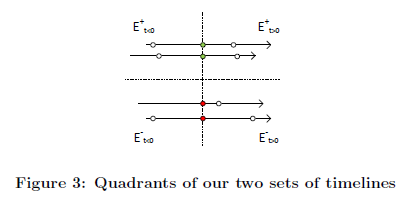 E⁺t<0 E⁺t>0
E⁻t<0 E⁻t>0
Figure 3: Quadrants of our two sets of timelines